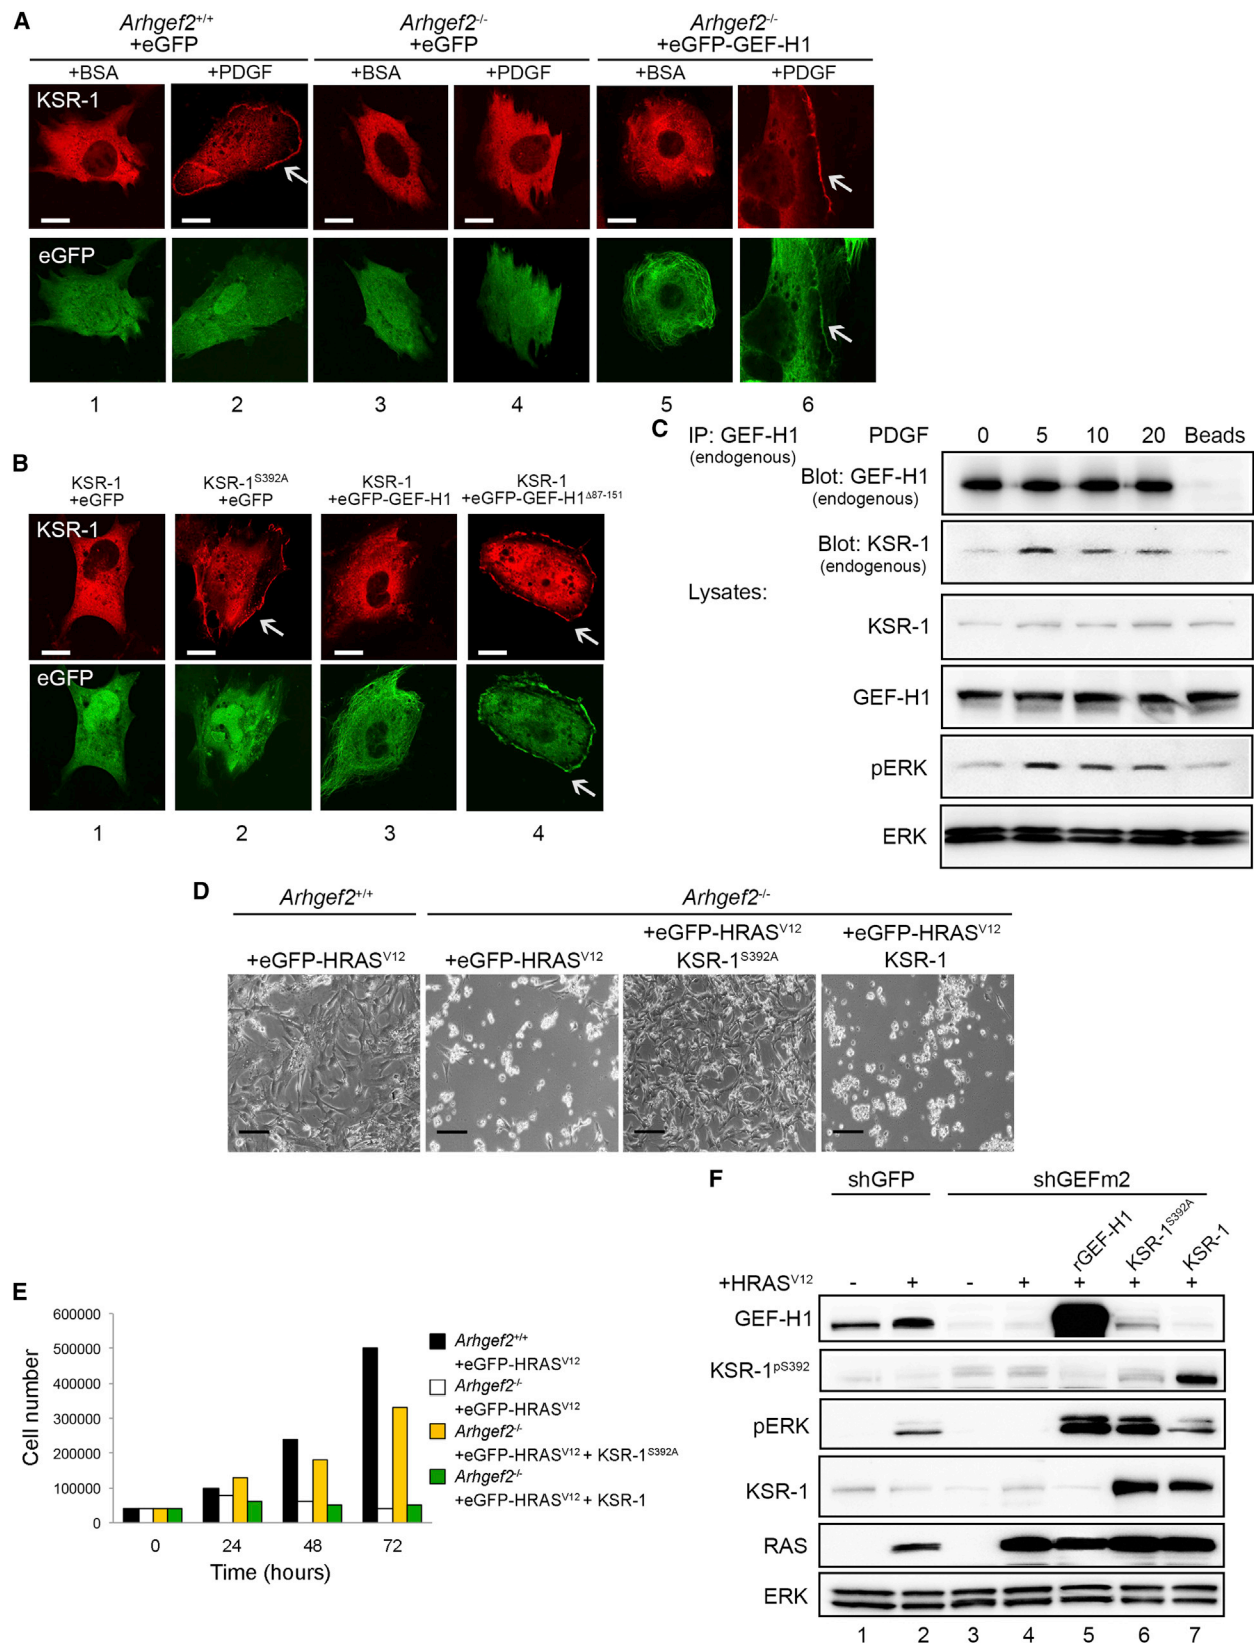 A
Arhgef2+/+
+eGFP
Arhgef2-/-
+eGFP
Arhgef2-/-
+eGFP-GEF-H1
+BSA
+PDGF
+BSA
+PDGF
+BSA
+PDGF
KSR-1
eGFP
1 2 3 4 5 6
B
KSR-1
+eGFP
KSR-1S392A
+eGFP
KSR-1
+eGFP-GEF-H1
KSR-1
+eGFP-GEF-H1Δ87-151
KSR-1
eGFP
1 2 3 4
C
IP: GEF-H1
(endogenous)
PDGF 0 5 10 20 Beads
Blot: GEF-H1
(endogenous)
Blot: KSR-1
(endogenous)
Lysates:
KSR-1
GEF-H1
pERK
ERK
D
Arhgef2+/+
Arhgef2-/-
+eGFP-HRASV12
+eGFP-HRASV12
+eGFP-HRASV12
KSR-1S392A
+eGFP-HRASV12
KSR-1
E
Cell number
600000
500000
400000
300000
200000
100000
0
0 24 48 72
Time (hours)
Arhgef2+/+
+eGFP-HRASV12
Arhgef2-/-
+eGFP-HRASV12
Arhgef2-/-
+eGFP-HRASV12 + KSR-1S392A
Arhgef2-/-
+eGFP-HRASV12 + KSR-1
F
shGFP
shGEFm2
rGEF-H1
KSR-1S392A
KSR-1
+HRASV12 - + - + + + +
GEF-H1
KSR-1pS392
pERK
KSR-1
RAS
ERK
1 2 3 4 5 6 7